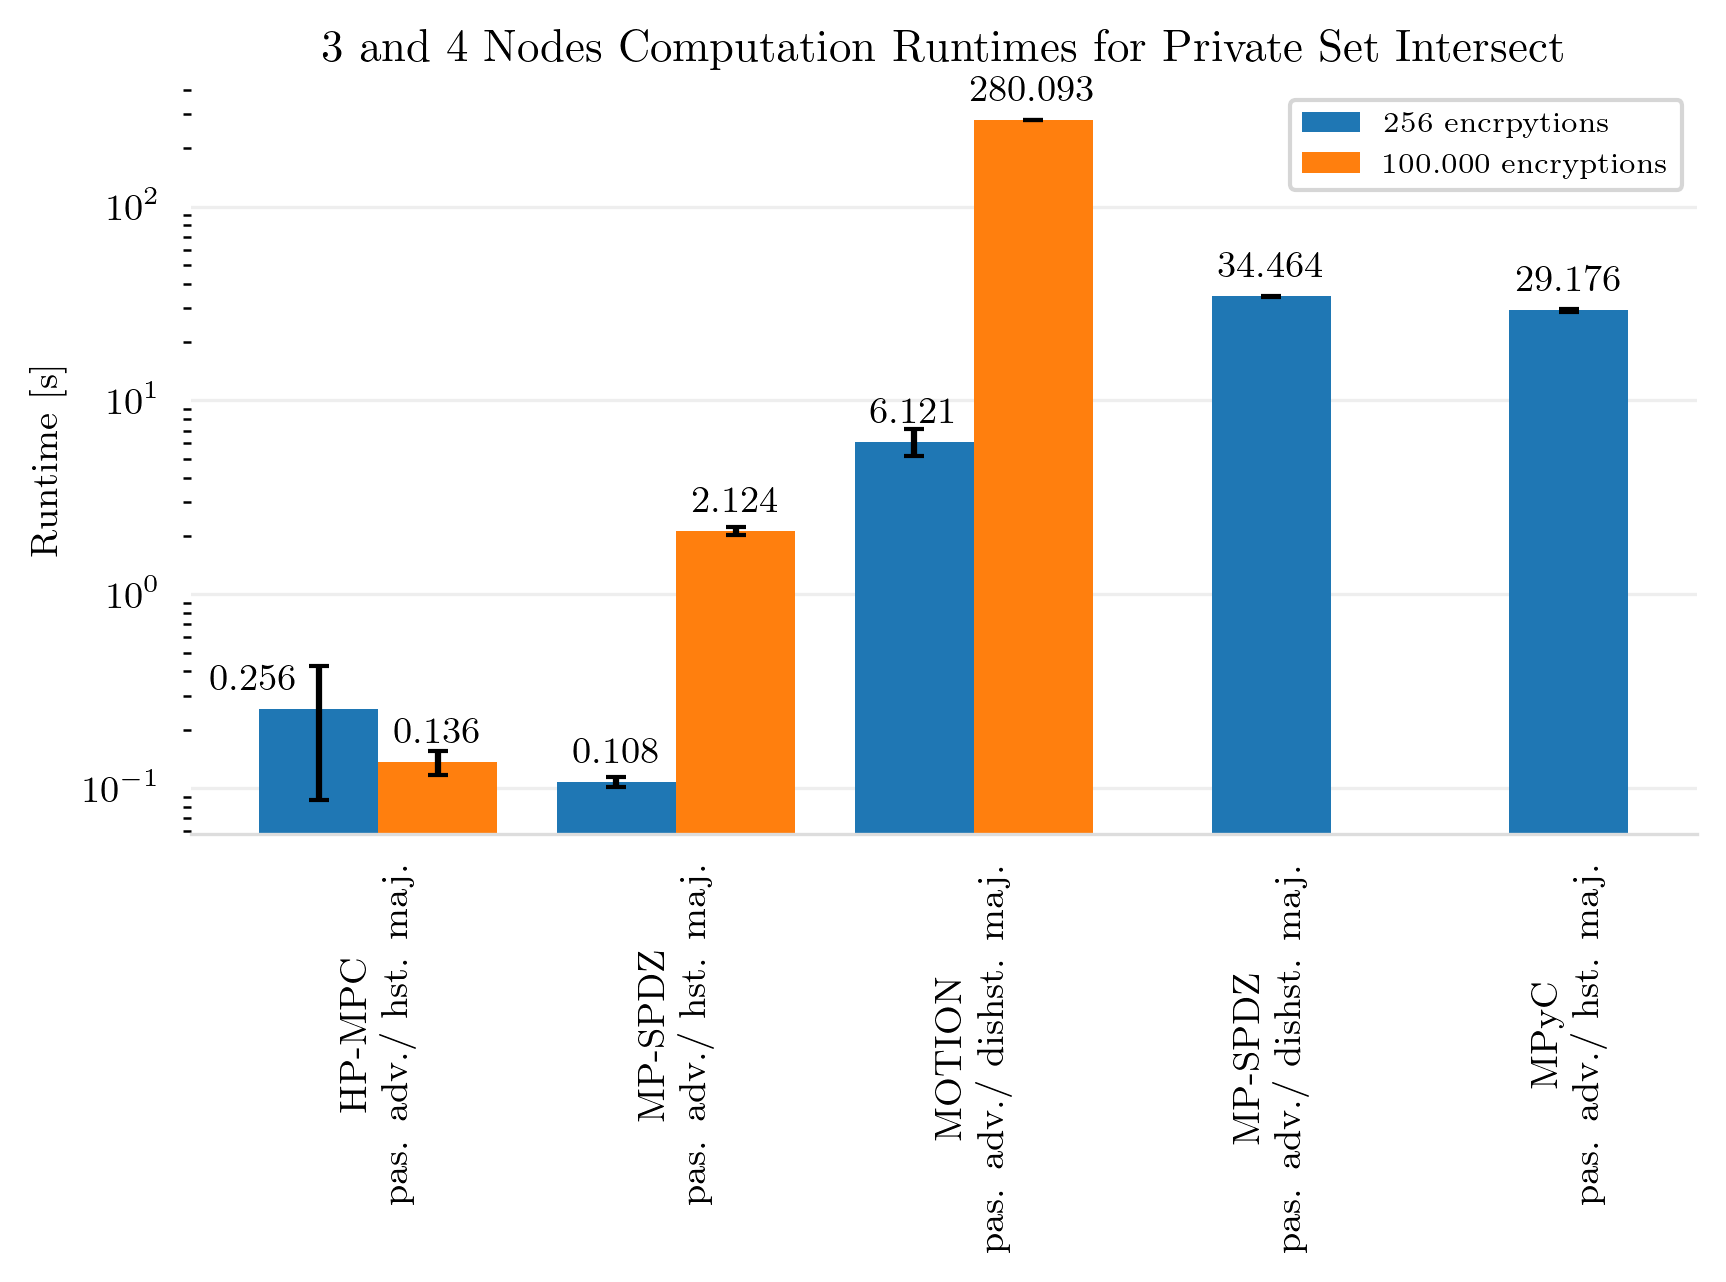 3 and 4 Nodes Computation Runtimes for Private Set Intersect
280.093
256 encrpytions
100.000 encryptions
10²
34.464
29.176
10¹
6.121
Runtime [s]
2.124
10⁰
0.256
0.136
0.108
10⁻¹
HP-MPC
pas. adv./ hst. maj.
MP-SPDZ
pas. adv./ hst. maj.
MOTION
pas. adv./ dishst. maj.
MP-SPDZ
pas. adv./ dishst. maj.
MPyC
pas. adv./ hst. maj.